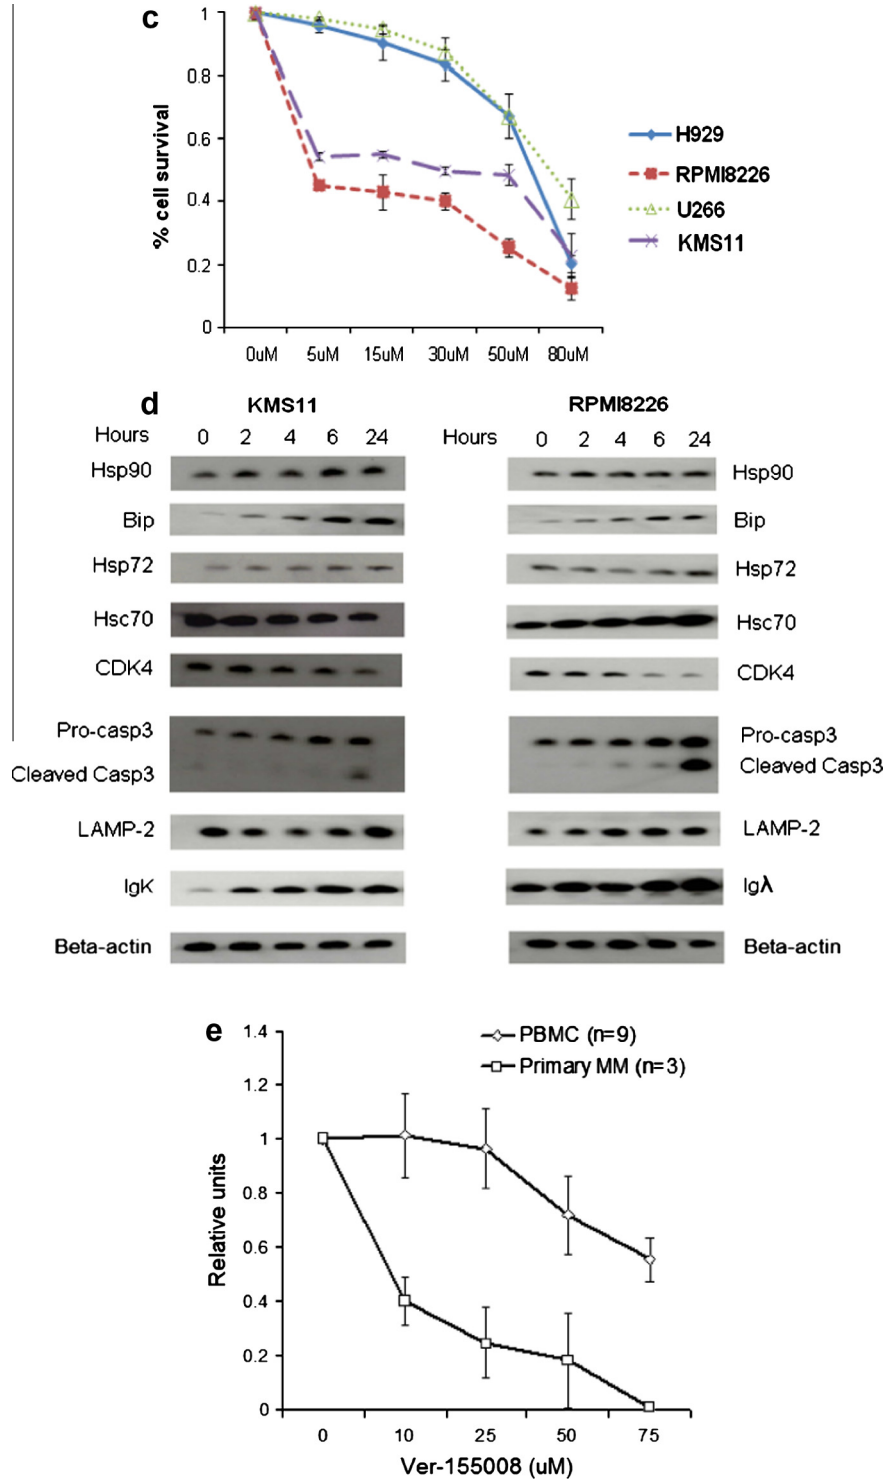 c
% cell survival
1
0.8
0.6
0.4
0.2
0
0uM 5uM 15uM 30uM 50uM 80uM
H929
RPMI8226
U266
KMS11
d
KMS11 RPMI8226
Hours 0 2 4 6 24 Hours 0 2 4 6 24
Hsp90 Hsp90
Bip Bip
Hsp72 Hsp72
Hsc70 Hsc70
CDK4 CDK4
Pro-casp3 Pro-casp3
Cleaved Casp3 Cleaved Casp3
LAMP-2 LAMP-2
IgK Igλ
Beta-actin Beta-actin
e
PBMC (n=9)
Primary MM (n=3)
Relative units
1.4
1.2
1
0.8
0.6
0.4
0.2
0
0 10 25 50 75
Ver-155008 (uM)